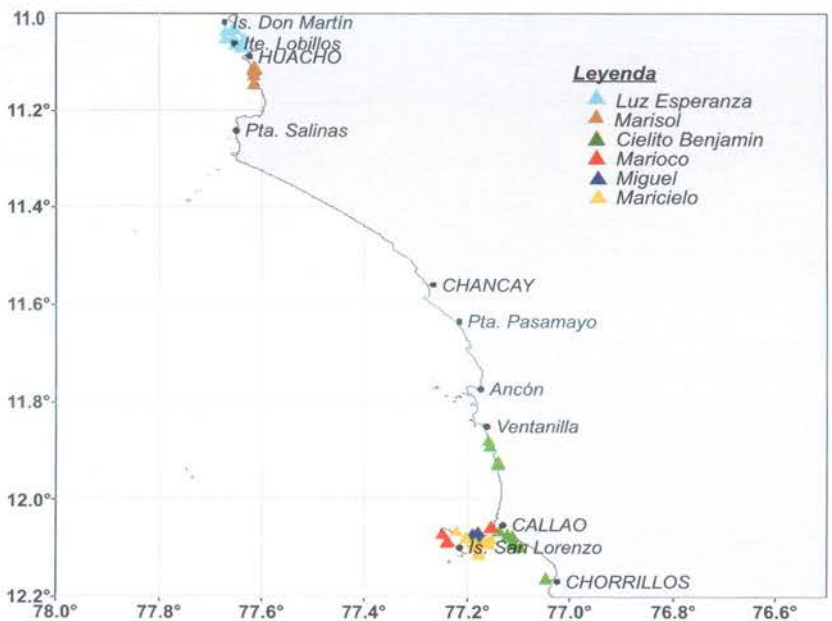 11.0
Is. Don Martín
Ite. Lobillos
HUACHO
Leyenda
Luz Esperanza
Marisol
Cielito Benjamin
Marioco
Miguel
Maricielo
11.2°
Pta. Salinas
11.4°
CHANCAY
11.6°
Pta. Pasamayo
Ancón
11.8°
Ventanilla
12.0°
CALLAO
Is. San Lorenzo
CHORRILLOS
12.2°
78.0° 77.8° 77.6° 77.4° 77.2° 77.0° 76.8° 76.6°